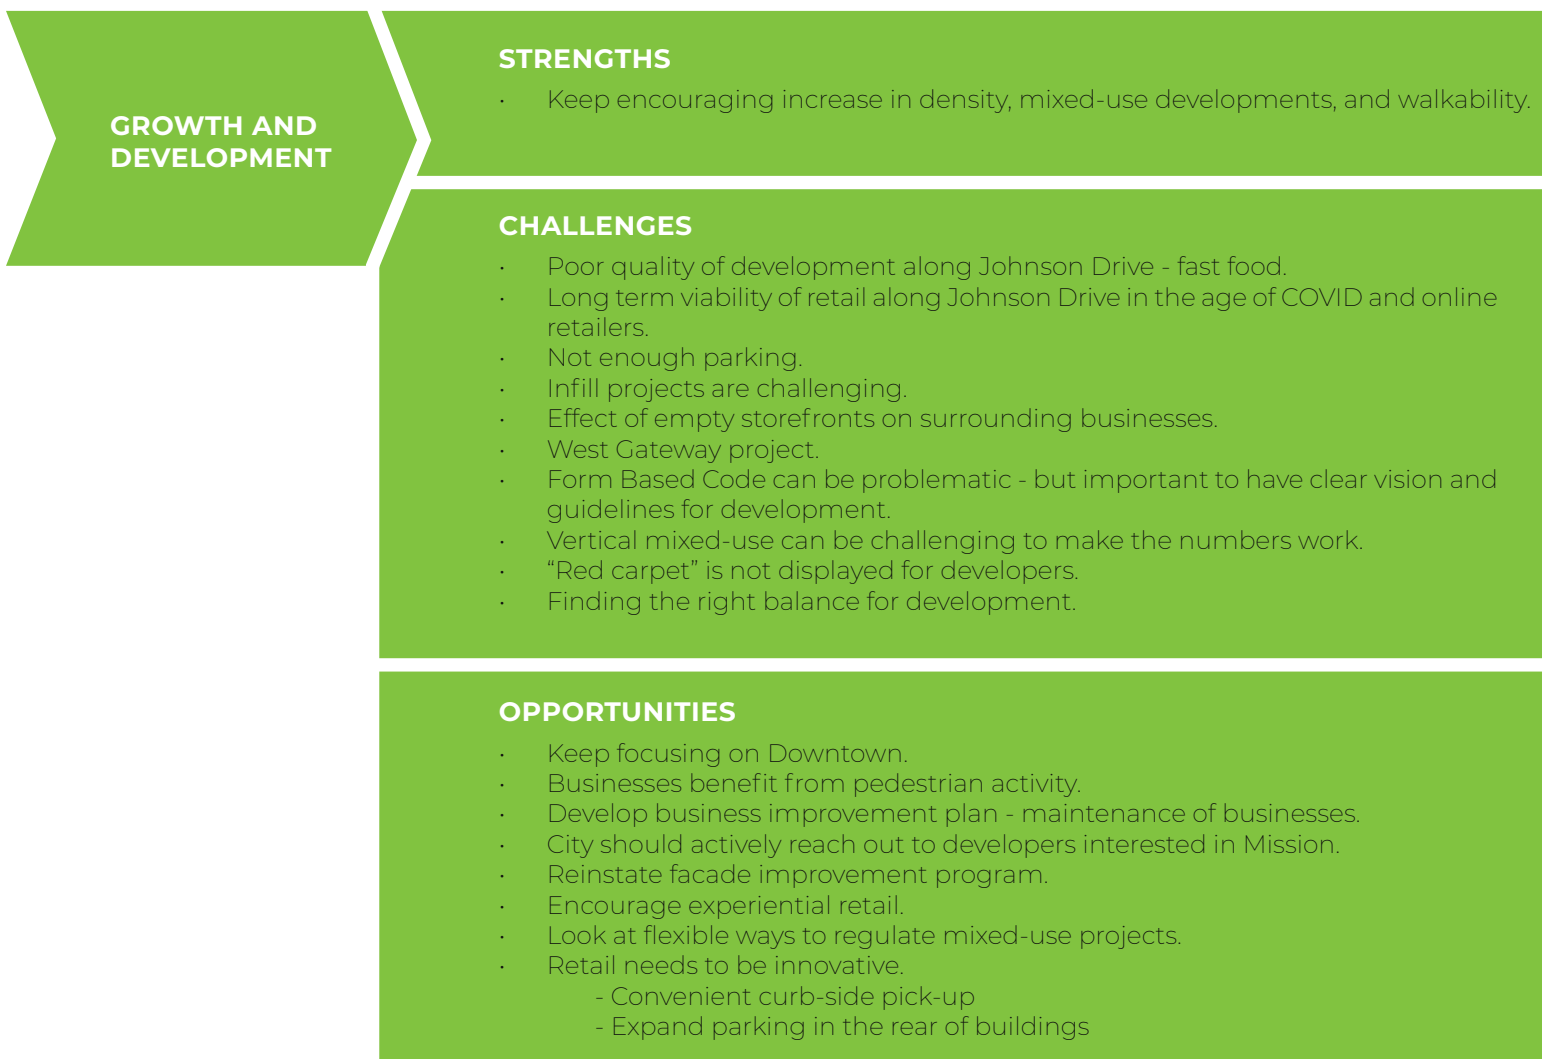 GROWTH AND
DEVELOPMENT
STRENGTHS
· Keep encouraging increase in density, mixed-use developments, and walkability.
CHALLENGES
· Poor quality of development along Johnson Drive - fast food.
· Long term viability of retail along Johnson Drive in the age of COVID and online
retailers.
· Not enough parking.
· Infill projects are challenging.
· Effect of empty storefronts on surrounding businesses.
· West Gateway project.
· Form Based Code can be problematic - but important to have clear vision and
guidelines for development.
· Vertical mixed-use can be challenging to make the numbers work.
· “Red carpet” is not displayed for developers.
· Finding the right balance for development.
OPPORTUNITIES
· Keep focusing on Downtown.
· Businesses benefit from pedestrian activity.
· Develop business improvement plan - maintenance of businesses.
· City should actively reach out to developers interested in Mission.
· Reinstate facade improvement program.
· Encourage experiential retail.
· Look at flexible ways to regulate mixed-use projects.
· Retail needs to be innovative.
- Convenient curb-side pick-up
- Expand parking in the rear of buildings